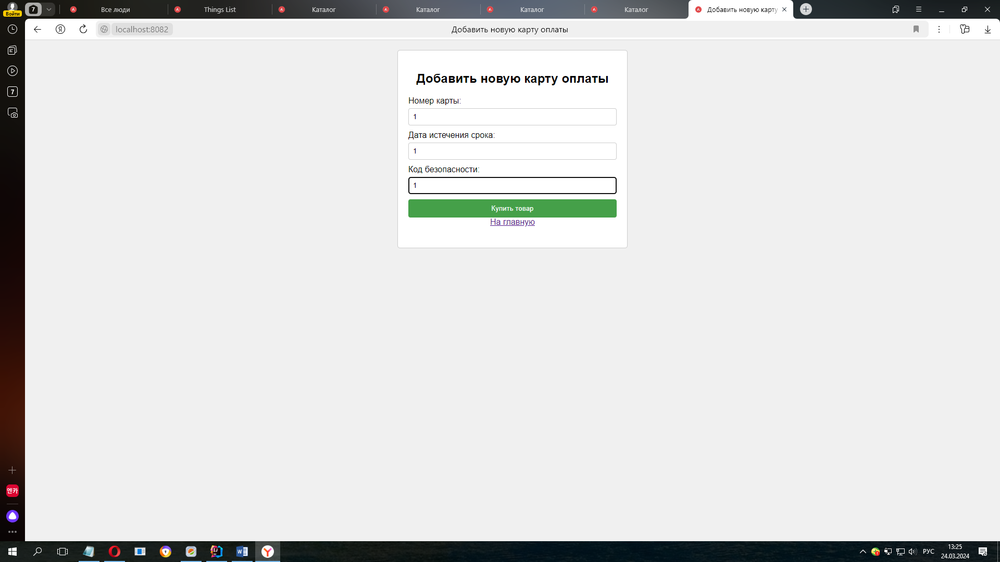 7
Все люди
Things List
Каталог
Каталог
Каталог
Каталог
Добавить новую карту
Войти
Я
localhost:8082
Добавить новую карту оплаты
7
Добавить новую карту оплаты
Номер карты:
1
Дата истечения срока:
1
Код безопасности:
1
Купить товар
На главную
엔카
РУС
13:25
24.03.2024